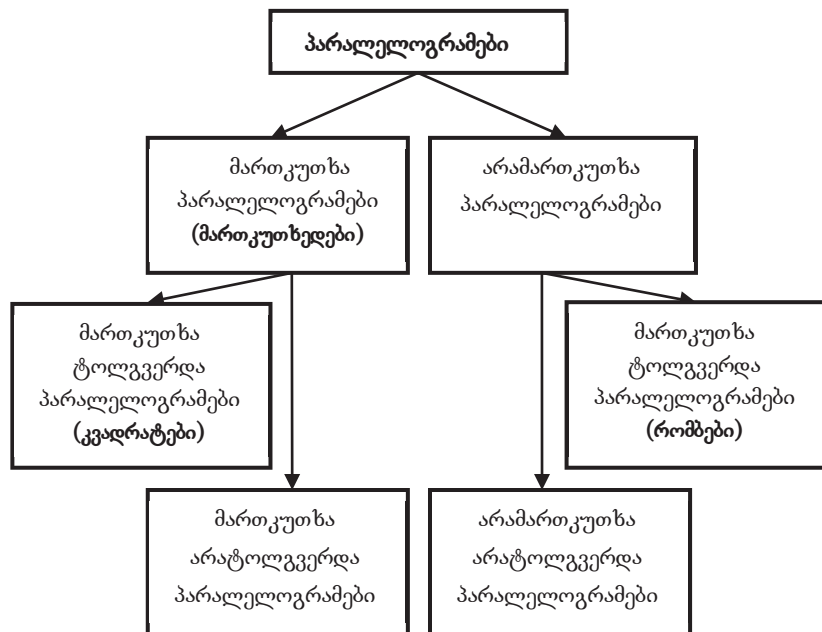 პარალელოგრამები
მართკუთხა
პარალელოგრამები
(მართკუთხედები)
არამართკუთხა
პარალელოგრამები
მართკუთხა
ტოლგვერდა
პარალელოგრამები
(კვადრატები)
მართკუთხა
ტოლგვერდა
პარალელოგრამები
(რომბები)
მართკუთხა
არატოლგვერდა
პარალელოგრამები
არამართკუთხა
არატოლგვერდა
პარალელოგრამები